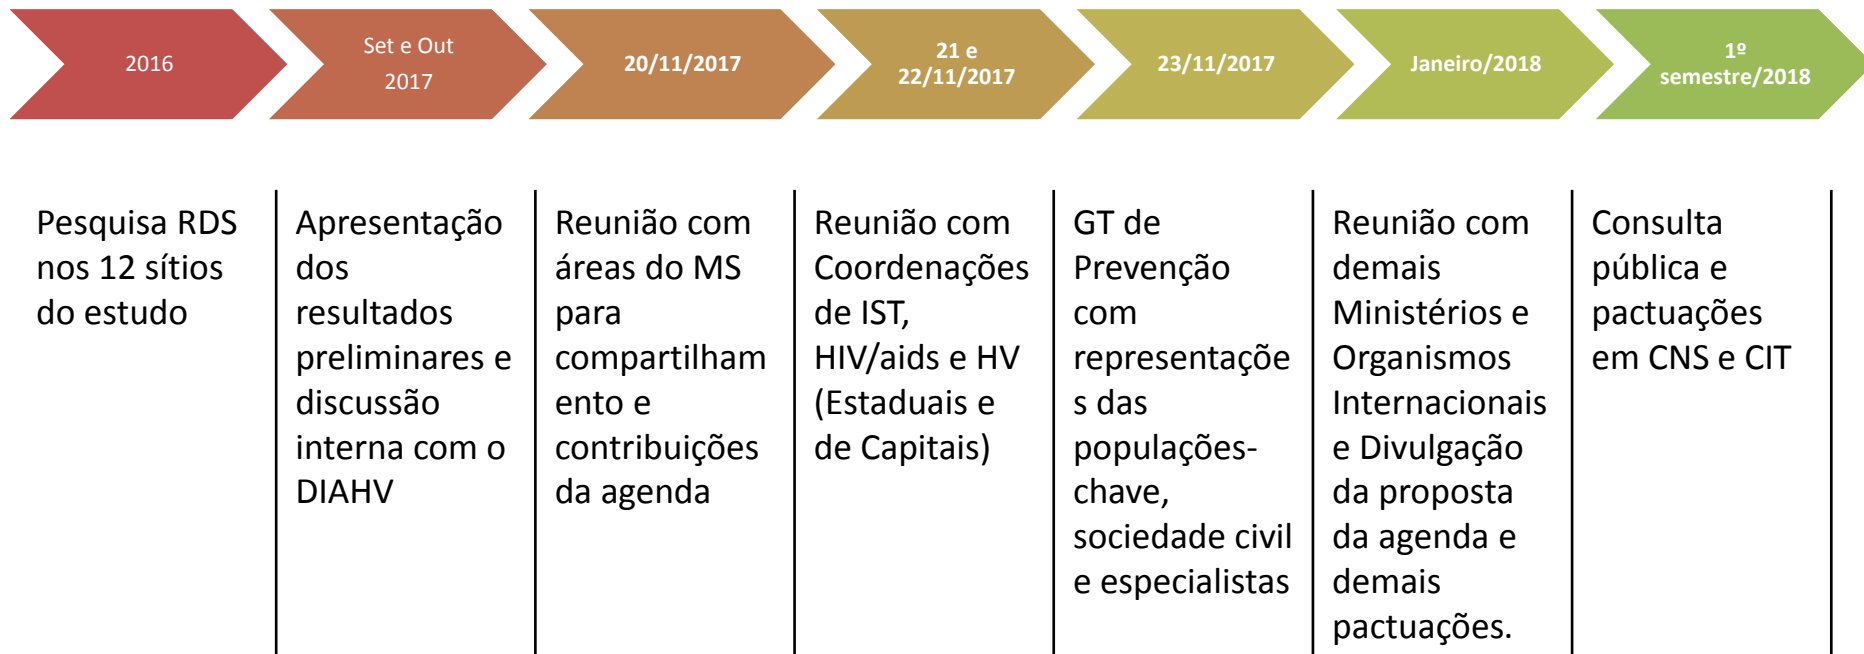 2016
Set e Out
2017
20/11/2017
21 e
22/11/2017
23/11/2017
Janeiro/2018
1º
semestre/2018
Pesquisa RDS
nos 12 sítios
do estudo
Apresentação
dos
resultados
preliminares e
discussão
interna com o
DIAHV
Reunião com
áreas do MS
para
compartilham
ento e
contribuições
da agenda
Reunião com
Coordenações
de IST,
HIV/aids e HV
(Estaduais e
de Capitais)
GT de
Prevenção
com
representaçõe
s das
populações-
chave,
sociedade civil
e especialistas
Reunião com
demais
Ministérios e
Organismos
Internacionais
e Divulgação
da proposta
da agenda e
demais
pactuações.
Consulta
pública e
pactuações
em CNS e CIT